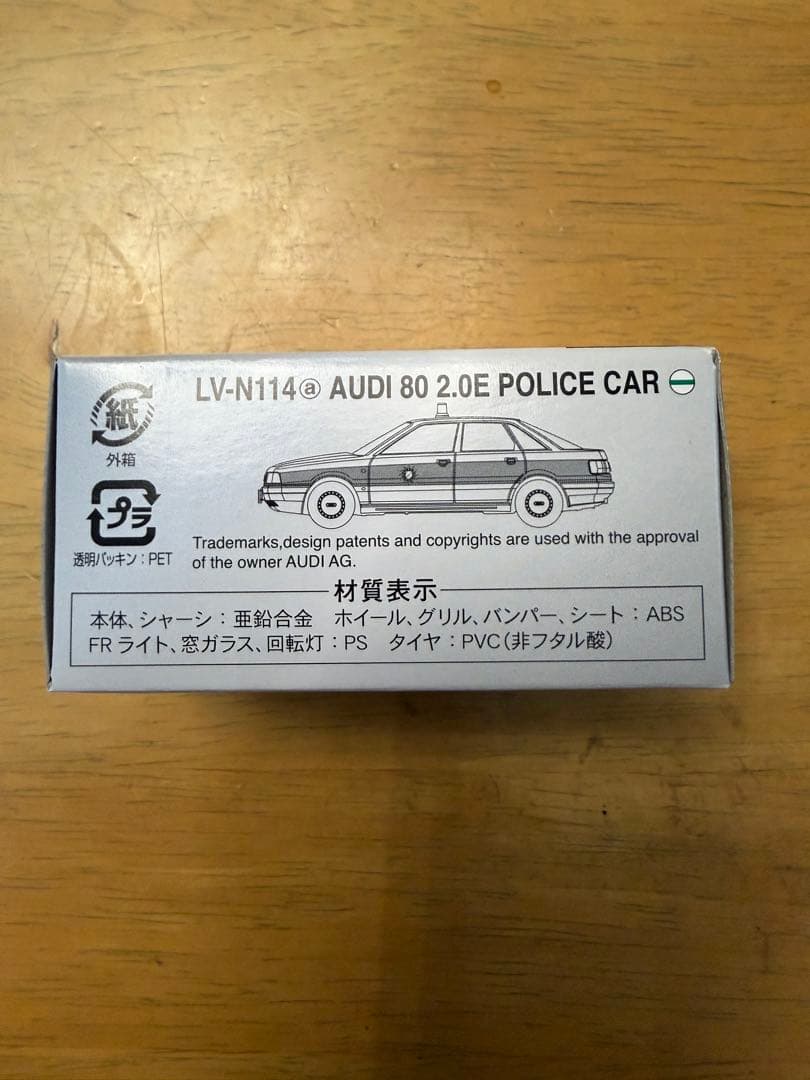 LV-N114ⓐ AUDI 80 2.0E POLICE CAR
紙
外箱
プラ
透明パッキン：PET
Trademarks,design patents and copyrights are used with the approval
of the owner AUDI AG.
材質表示
本体、シャーシ：亜鉛合金　ホイール、グリル、バンパー、シート：ABS
FRライト、窓ガラス、回転灯：PS　タイヤ：PVC（非フタル酸）